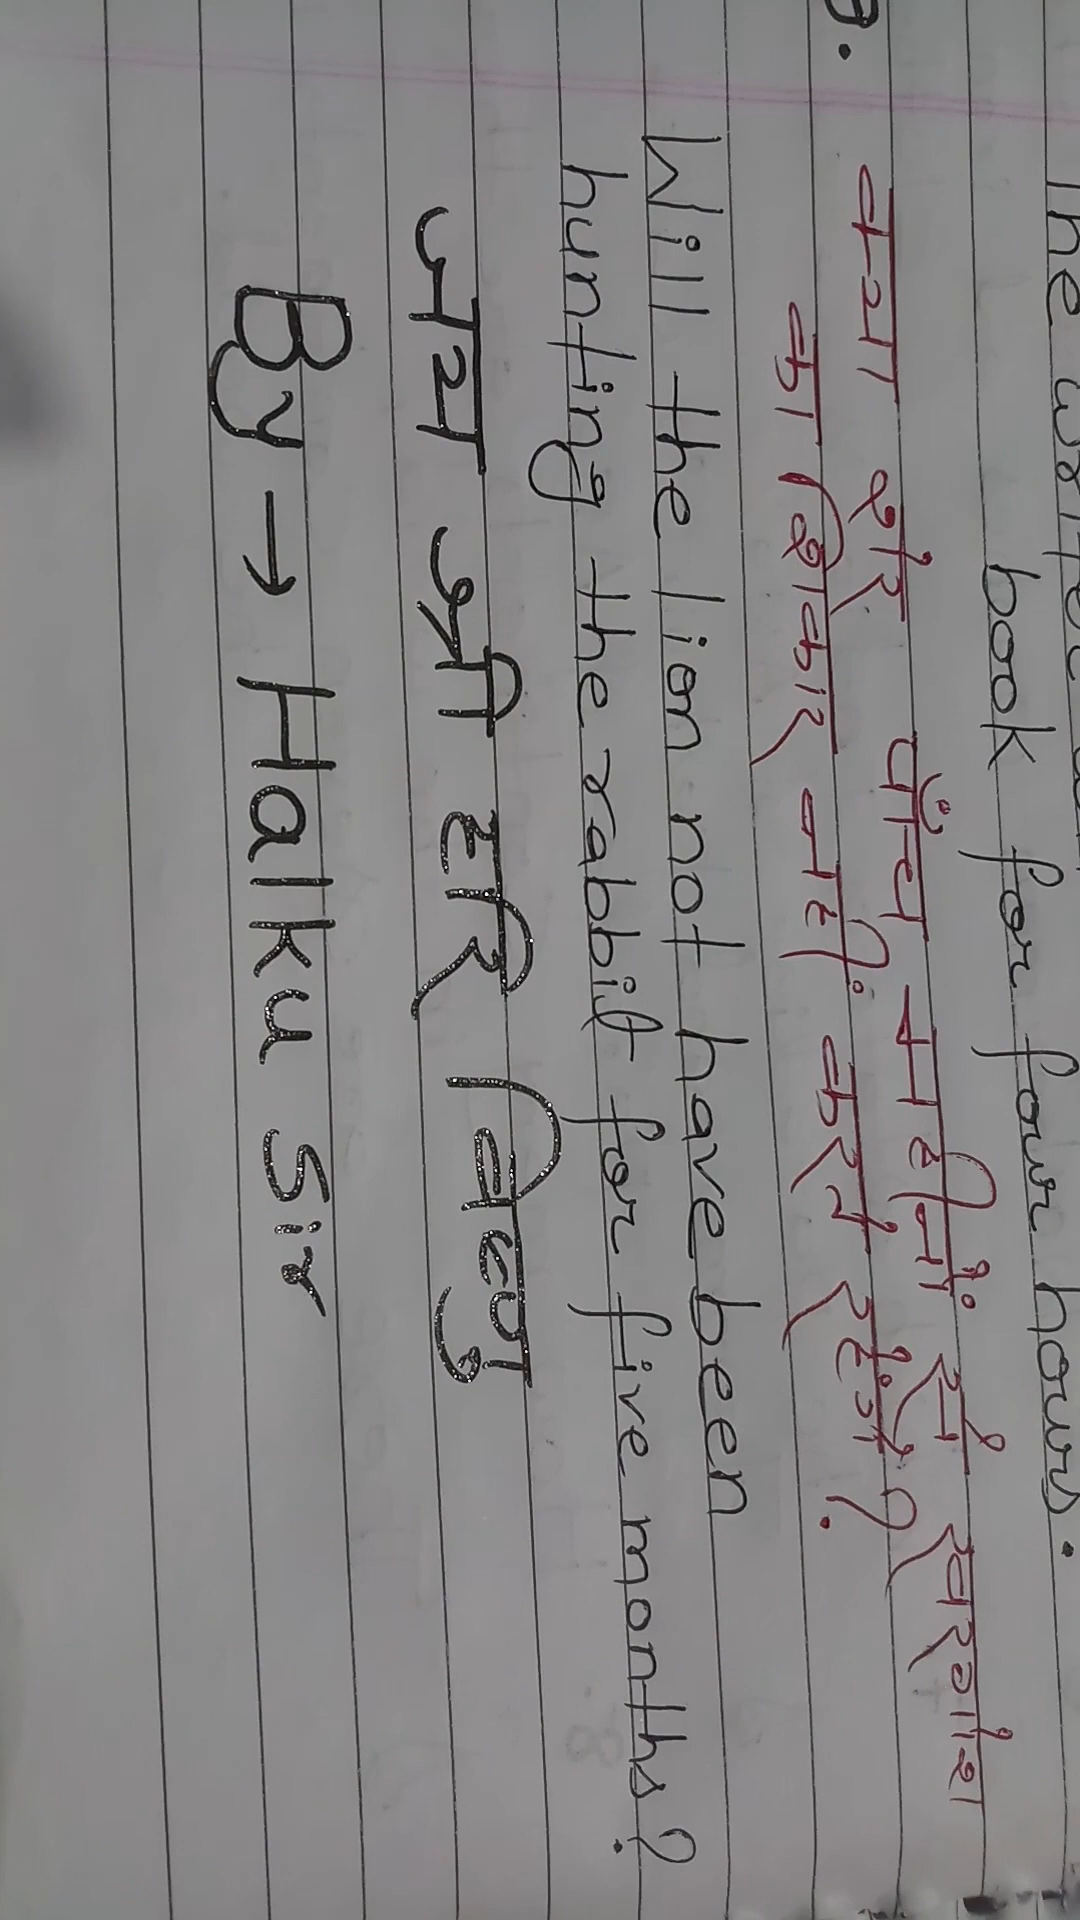 book for four hours.
3. क्या शेर पाँच महीनों से खरगोश
का शिकार नहीं करते रहेंगे?
Will the lion not have been
hunting the rabbit for five months?
जय श्री हरि विष्णु
By → Halku Sir